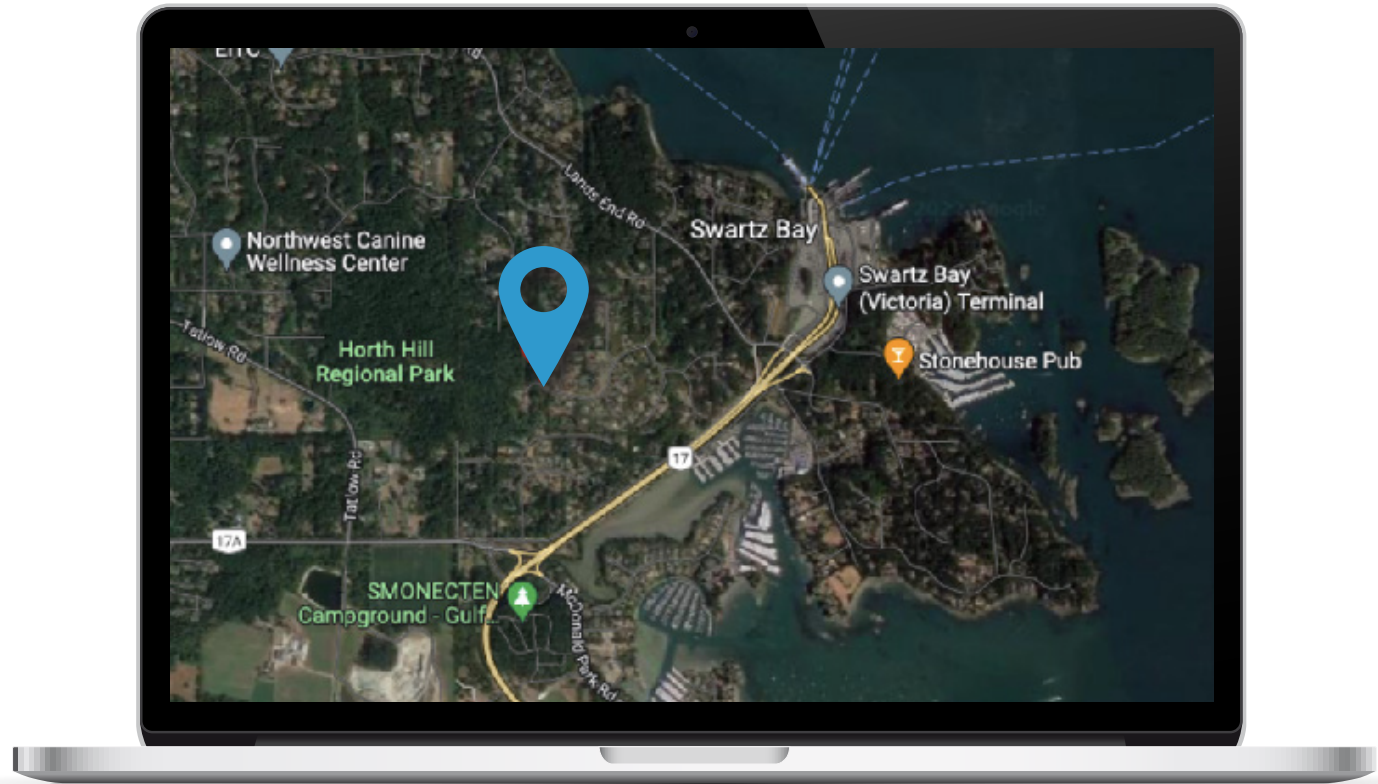 Rd
Lands End Rd
Swartz Bay
Northwest Canine
Wellness Center
Swartz Bay
(Victoria) Terminal
Tatlow Rd
Horth Hill
Regional Park
Stonehouse Pub
17
Tatlow Rd
17A
SMONECTEN
Campground - Gulf...
McDonald Park Rd